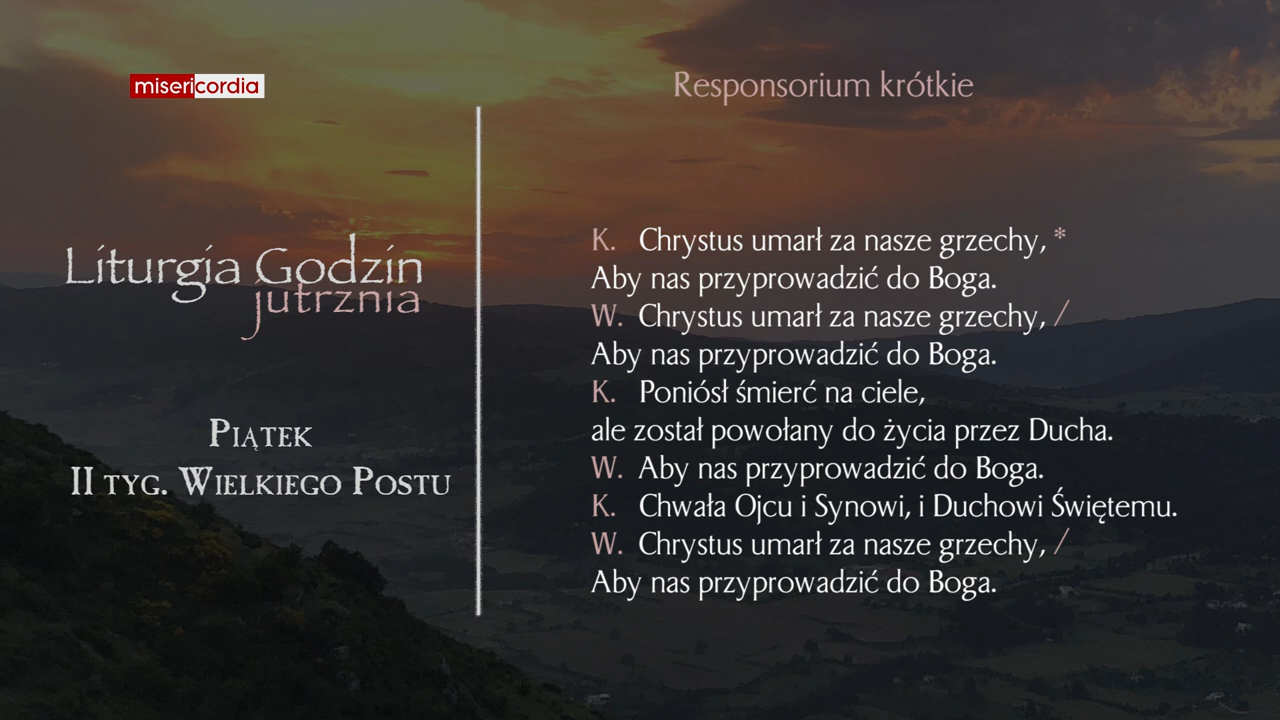 misericordia
Liturgia Godzin
jutrznia
Piątek
II tyg. Wielkiego Postu
Responsorium krótkie
K. Chrystus umarł za nasze grzechy, *
Aby nas przyprowadzić do Boga.
W. Chrystus umarł za nasze grzechy, /
Aby nas przyprowadzić do Boga.
K. Poniósł śmierć na ciele,
ale został powołany do życia przez Ducha.
W. Aby nas przyprowadzić do Boga.
K. Chwała Ojcu i Synowi, i Duchowi Świętemu.
W. Chrystus umarł za nasze grzechy, /
Aby nas przyprowadzić do Boga.